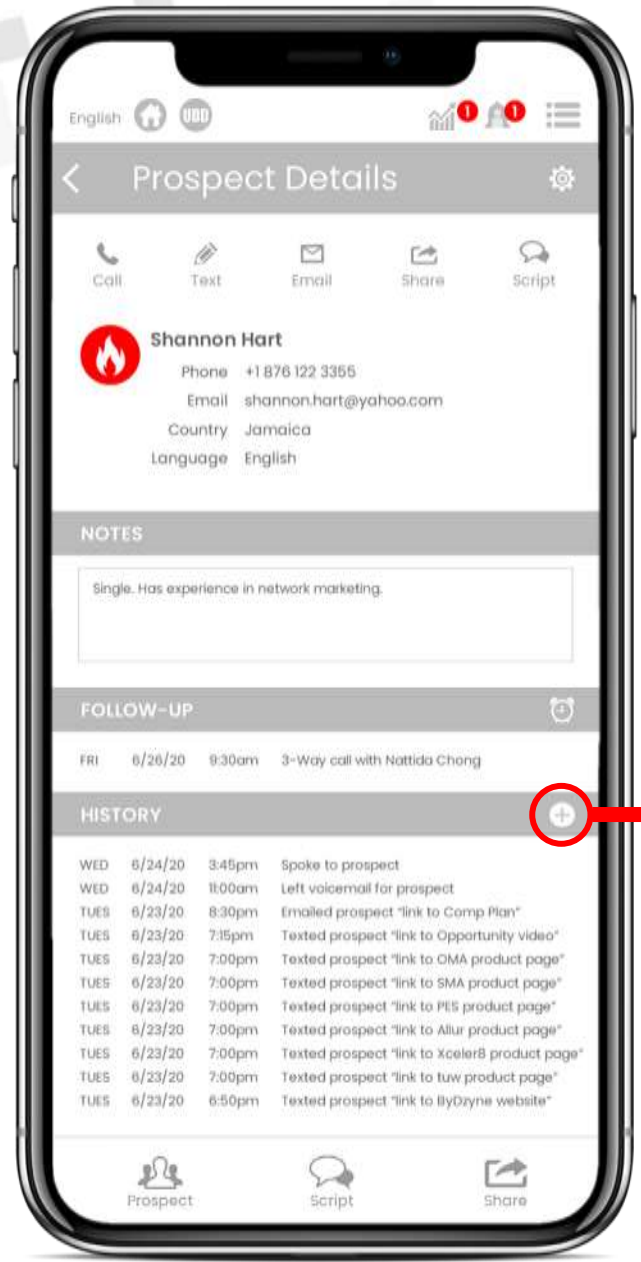 English UBD 1 1
Prospect Details
Call Text Email Share Script
Shannon Hart
Phone +1 876 122 3355
Email shannon.hart@yahoo.com
Country Jamaica
Language English
NOTES
Single. Has experience in network marketing.
FOLLOW-UP
FRI 6/26/20 9:30am 3-Way call with Nattida Chong
HISTORY
WED 6/24/20 3:45pm Spoke to prospect
WED 6/24/20 11:00am Left voicemail for prospect
TUES 6/23/20 8:30pm Emailed prospect "link to Comp Plan"
TUES 6/23/20 7:15pm Texted prospect "link to Opportunity video"
TUES 6/23/20 7:00pm Texted prospect "link to OMA product page"
TUES 6/23/20 7:00pm Texted prospect "link to SMA product page"
TUES 6/23/20 7:00pm Texted prospect "link to PES product page"
TUES 6/23/20 7:00pm Texted prospect "link to Allur product page"
TUES 6/23/20 7:00pm Texted prospect "link to Xceler8 product page"
TUES 6/23/20 7:00pm Texted prospect "link to tuw product page"
TUES 6/23/20 6:50pm Texted prospect "link to ByDzyne website"
Prospect Script Share